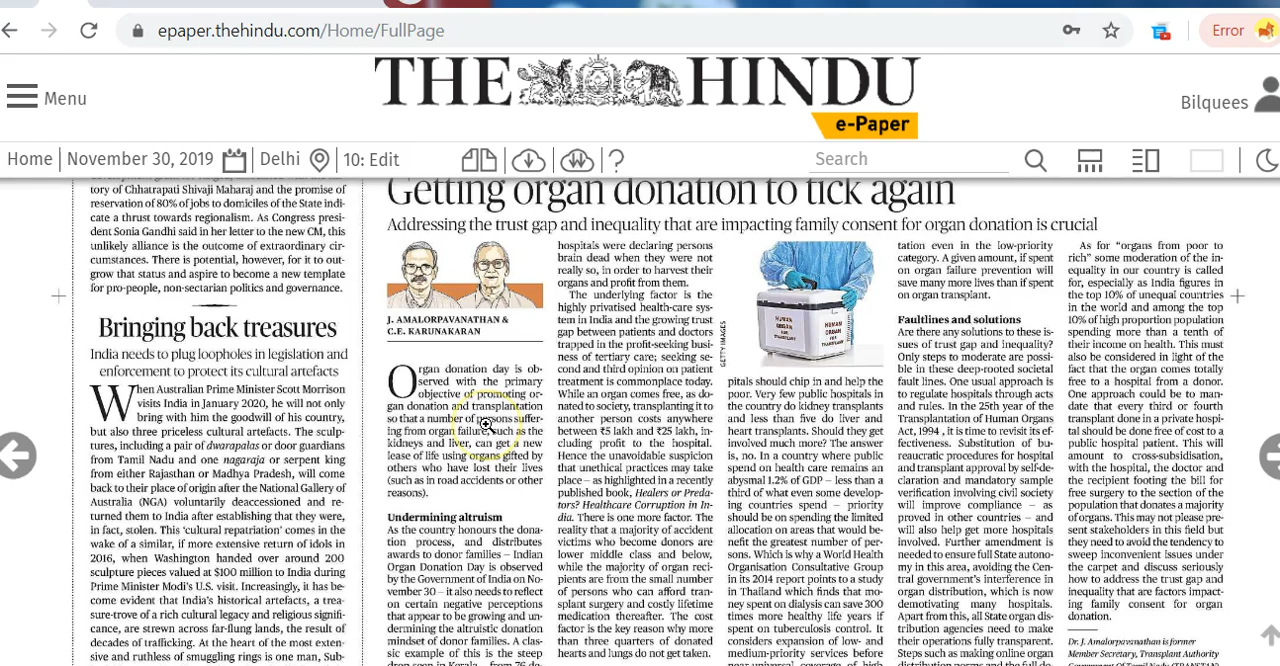 epaper.thehindu.com/Home/FullPage
Error
THE HINDU
e-Paper
Menu
Bilquees
Home
November 30, 2019
Delhi
10: Edit
?
Search
tory of Chhatrapati Shivaji Maharaj and the promise of
reservation of 80% of jobs to domiciles of the State indi-
cate a thrust towards regionalism. As Congress presi-
dent Sonia Gandhi said in her letter to the new CM, this
unlikely alliance is the outcome of extraordinary cir-
cumstances. There is potential, however, for it to out-
grow that status and aspire to become a new template
for pro-people, non-sectarian politics and governance.
Bringing back treasures
India needs to plug loopholes in legislation and
enforcement to protect its cultural artefacts
When Australian Prime Minister Scott Morrison
visits India in January 2020, he will not only
bring with him the goodwill of his country,
but also three priceless cultural artefacts. The sculp-
tures, including a pair of dwarapalas or door guardians
from Tamil Nadu and one nagaraja or serpent king
from either Rajasthan or Madhya Pradesh, will come
back to their place of origin after the National Gallery of
Australia (NGA) voluntarily deaccessioned and re-
turned them to India after establishing that they were,
in fact, stolen. This ‘cultural repatriation’ comes in the
wake of a similar, if more extensive return of idols in
2016, when Washington handed over around 200
sculpture pieces valued at $100 million to India during
Prime Minister Modi’s U.S. visit. Increasingly, it has be-
come evident that India’s historical artefacts, a trea-
sure-trove of a rich cultural legacy and religious signifi-
cance, are strewn across far-flung lands, the result of
decades of trafficking. At the heart of the most exten-
sive and ruthless of smuggling rings is one man, Sub-
Getting organ donation to tick again
Addressing the trust gap and inequality that are impacting family consent for organ donation is crucial
J. AMALORPAVANATHAN &
C.E. KARUNAKARAN
Organ donation day is ob-
served with the primary
objective of promoting or-
gan donation and transplantation
so that a number of persons suffer-
ing from organ failure, such as
kidneys and liver, can get a new
lease of life using organs gifted by
others who have lost their lives
(such as in road accidents or other
reasons).
Undermining altruism
As the country honours the dona-
tion process, and distributes
awards to donor families – Indian
Organ Donation Day is observed
by the Government of India on No-
vember 30 – it also needs to reflect
on certain negative perceptions
that appear to be growing and un-
dermining the altruistic donation
mindset of donor families. A clas-
sic example of this is the steep
drop seen in Kerala – from 76 de-
hospitals were declaring persons
brain dead when they were not
really so, in order to harvest their
organs and profit from them.
The underlying factor is the
highly privatised health-care sys-
tem in India and the growing trust
gap between patients and doctors
trapped in the profit-seeking busi-
ness of tertiary care; seeking se-
cond and third opinion on patient
treatment is commonplace today.
While an organ comes free, as do-
nated to society, transplanting it to
another person costs anywhere
between ₹5 lakh and ₹25 lakh, in-
cluding profit to the hospital.
Hence the unavoidable suspicion
that unethical practices may take
place – as highlighted in a recently
published book, Healers or Preda-
tors? Healthcare Corruption in In-
dia. There is one more factor. The
reality that a majority of accident
victims who become donors are
lower middle class and below,
while the majority of organ reci-
pients are from the small number
of persons who can afford tran-
splant surgery and costly lifetime
medication thereafter. The cost
factor is the key reason why more
than three quarters of donated
hearts and lungs do not get taken.
GETTY IMAGES
HUMAN
ORGAN
FOR
TRANSPLANT
HUMAN
ORGAN
FOR
TRANSPLANT
pitals should chip in and help the
poor. Very few public hospitals in
the country do kidney transplants
and less than five do liver and
heart transplants. Should they get
involved much more? The answer
is, no. In a country where public
spend on health care remains an
abysmal 1.2% of GDP – less than a
third of what even some develop-
ing countries spend – priority
should be on spending the limited
allocation on areas that would be-
nefit the greatest number of per-
sons. Which is why a World Health
Organisation Consultative Group
in its 2014 report points to a study
in Thailand which finds that mo-
ney spent on dialysis can save 300
times more healthy life years if
spent on tuberculosis control. It
considers expansion of low- and
medium-priority services before
near-universal coverage of high
tation even in the low-priority
category. A given amount, if spent
on organ failure prevention will
save many more lives than if spent
on organ transplant.
Faultlines and solutions
Are there any solutions to these is-
sues of trust gap and inequality?
Only steps to moderate are possi-
ble in these deep-rooted societal
fault lines. One usual approach is
to regulate hospitals through acts
and rules. In the 25th year of the
Transplantation of Human Organs
Act, 1994 , it is time to revisit its ef-
fectiveness. Substitution of bu-
reaucratic procedures for hospital
and transplant approval by self-de-
claration and mandatory sample
verification involving civil society
will improve compliance – as
proved in other countries – and
will also help get more hospitals
involved. Further amendment is
needed to ensure full State autono-
my in this area, avoiding the Cen-
tral government’s interference in
organ distribution, which is now
demotivating many hospitals.
Apart from this, all State organ dis-
tribution agencies need to make
their operations fully transparent.
Steps such as making online organ
As for “organs from poor to
rich” some moderation of the in-
equality in our country is called
for, especially as India figures in
the top 10% of unequal countries
in the world and among the top
10% of high proportion population
spending more than a tenth of
their income on health. This must
also be considered in light of the
fact that the organ comes totally
free to a hospital from a donor.
One approach could be to man-
date that every third or fourth
transplant done in a private hospi-
tal should be done free of cost to a
public hospital patient. This will
amount to cross-subsidisation,
with the hospital, the doctor and
the recipient footing the bill for
free surgery to the section of the
population that donates a majority
of organs. This may not please pre-
sent stakeholders in this field but
they need to avoid the tendency to
sweep inconvenient issues under
the carpet and discuss seriously
how to address the trust gap and
inequality that are factors impact-
ing family consent for organ
donation.
Dr. J. Amalorpavanathan is former
Member Secretary, Transplant Authority